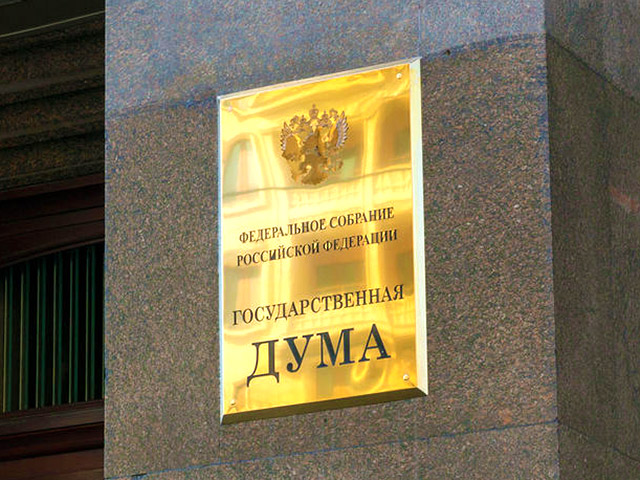 ФЕДЕРАЛЬНОЕ СОБРАНИЕ
РОССИЙСКОЙ ФЕДЕРАЦИИ
ГОСУДАРСТВЕННАЯ
ДУМА